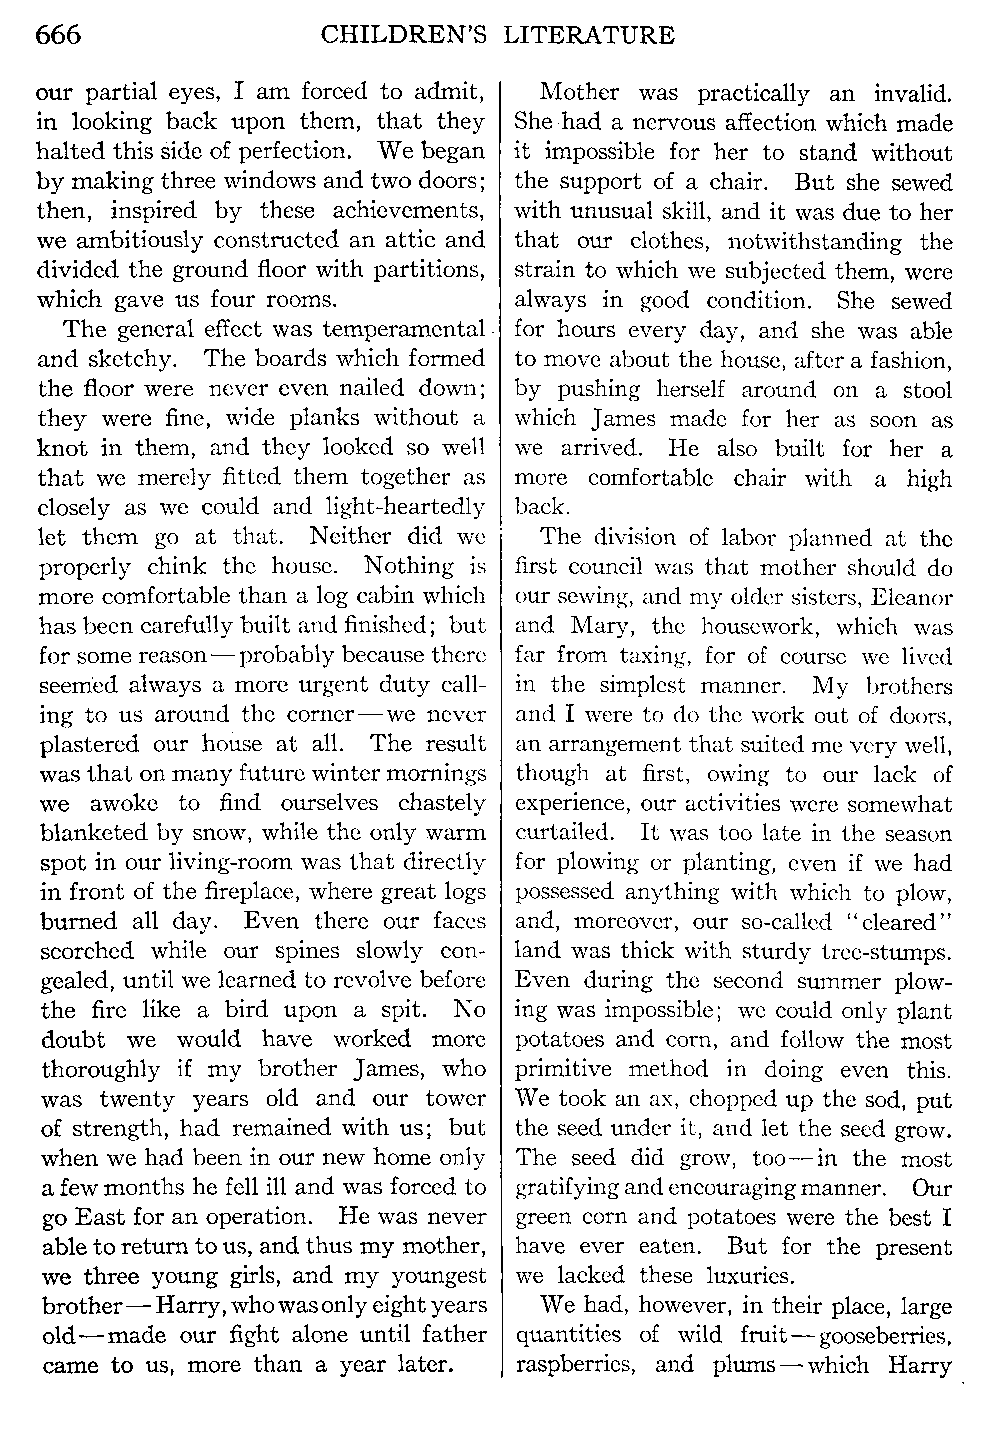 666 CHILDREN'S LITERATURE
our partial eyes, I am forced to admit,
in looking back upon them, that they
halted this side of perfection. We began
by making three windows and two doors;
then, inspired by these achievements,
we ambitiously constructed an attic and
divided the ground floor with partitions,
which gave us four rooms.
The general effect was temperamental
and sketchy. The boards which formed
the floor were never even nailed down;
they were fine, wide planks without a
knot in them, and they looked so well
that we merely fitted them together as
closely as we could and light-heartedly
let them go at that. Neither did we
properly chink the house. Nothing is
more comfortable than a log cabin which
has been carefully built and finished; but
for some reason—probably because there
seemed always a more urgent duty call-
ing to us around the corner—we never
plastered our house at all. The result
was that on many future winter mornings
we awoke to find ourselves chastely
blanketed by snow, while the only warm
spot in our living-room was that directly
in front of the fireplace, where great logs
burned all day. Even there our faces
scorched while our spines slowly con-
gealed, until we learned to revolve before
the fire like a bird upon a spit. No
doubt we would have worked more
thoroughly if my brother James, who
was twenty years old and our tower
of strength, had remained with us; but
when we had been in our new home only
a few months he fell ill and was forced to
go East for an operation. He was never
able to return to us, and thus my mother,
we three young girls, and my youngest
brother—Harry, who was only eight years
old—made our fight alone until father
came to us, more than a year later.
Mother was practically an invalid.
She had a nervous affection which made
it impossible for her to stand without
the support of a chair. But she sewed
with unusual skill, and it was due to her
that our clothes, notwithstanding the
strain to which we subjected them, were
always in good condition. She sewed
for hours every day, and she was able
to move about the house, after a fashion,
by pushing herself around on a stool
which James made for her as soon as
we arrived. He also built for her a
more comfortable chair with a high
back.
The division of labor planned at the
first council was that mother should do
our sewing, and my older sisters, Eleanor
and Mary, the housework, which was
far from taxing, for of course we lived
in the simplest manner. My brothers
and I were to do the work out of doors,
an arrangement that suited me very well,
though at first, owing to our lack of
experience, our activities were somewhat
curtailed. It was too late in the season
for plowing or planting, even if we had
possessed anything with which to plow,
and, moreover, our so-called "cleared"
land was thick with sturdy tree-stumps.
Even during the second summer plow-
ing was impossible; we could only plant
potatoes and corn, and follow the most
primitive method in doing even this.
We took an ax, chopped up the sod, put
the seed under it, and let the seed grow.
The seed did grow, too—in the most
gratifying and encouraging manner. Our
green corn and potatoes were the best I
have ever eaten. But for the present
we lacked these luxuries.
We had, however, in their place, large
quantities of wild fruit—gooseberries,
raspberries, and plums—which Harry